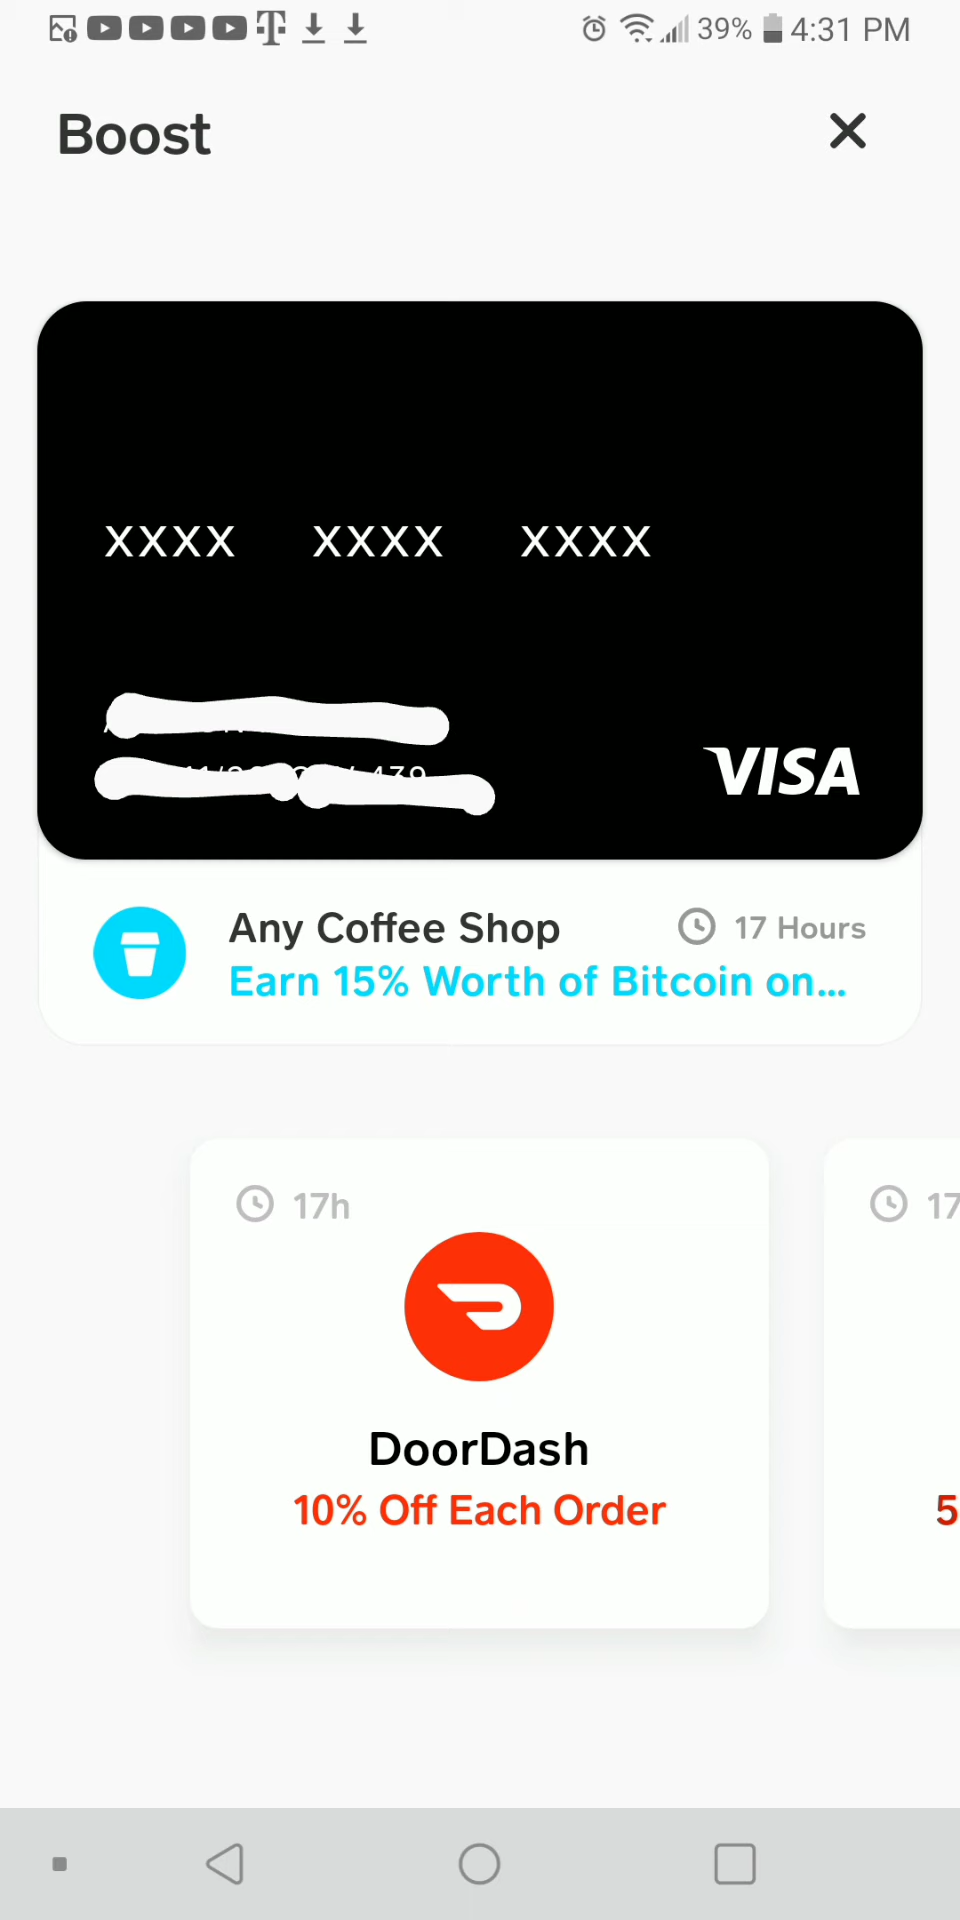 39% 4:31 PM
Boost
XXXX XXXX XXXX
VISA
Any Coffee Shop 17 Hours
Earn 15% Worth of Bitcoin on...
17h 17
DoorDash
10% Off Each Order 5